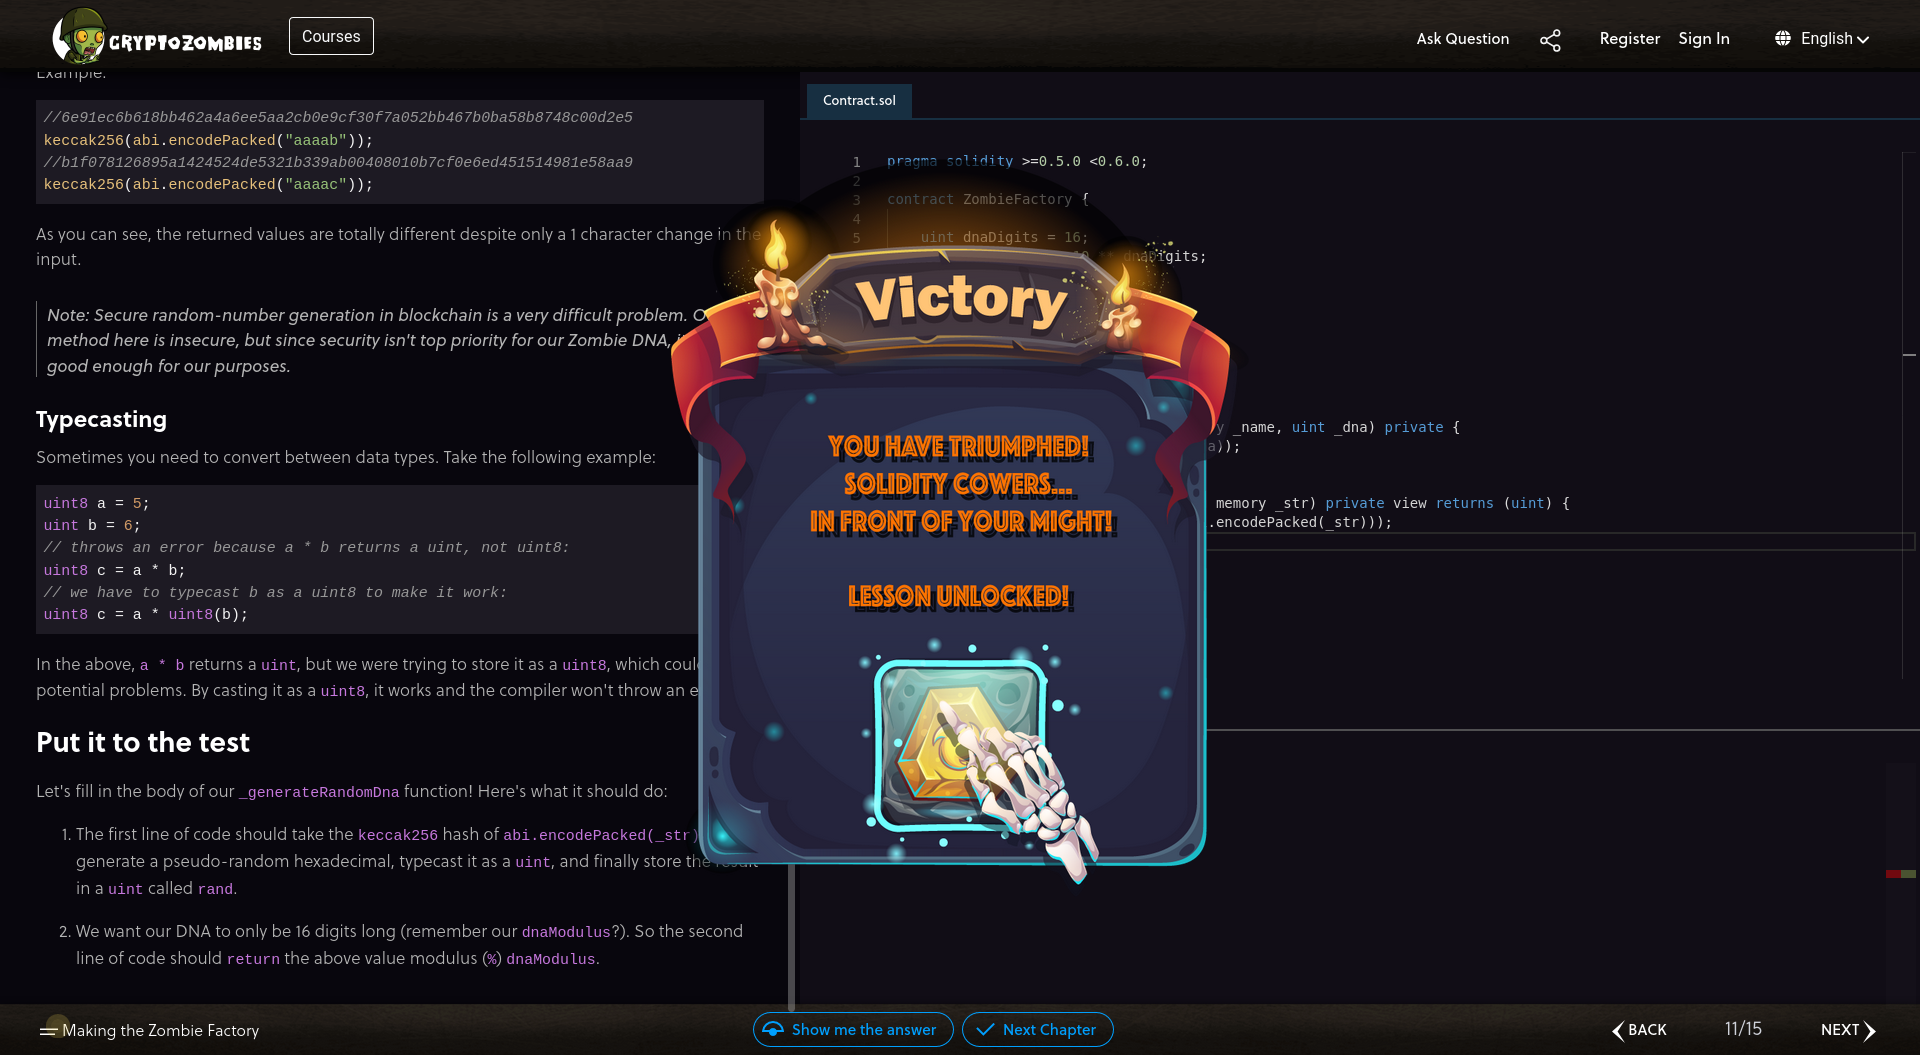 CRYPTOZOMBIES
Courses
Ask Question
Register
Sign In
English
Example:
//6e91ec6b618bb462a4a6ee5aa2cb0e9cf30f7a052bb467b0ba58b8748c00d2e5
keccak256(abi.encodePacked("aaaab"));
//b1f078126895a1424524de5321b339ab00408010b7cf0e6ed451514981e58aa9
keccak256(abi.encodePacked("aaaac"));
As you can see, the returned values are totally different despite only a 1 character change in the
input.
Note: Secure random-number generation in blockchain is a very difficult problem.
method here is insecure, but since security isn't top priority for our Zombie DNA,
good enough for our purposes.
Typecasting
Sometimes you need to convert between data types. Take the following example:
uint8 a = 5;
uint b = 6;
// throws an error because a * b returns a uint, not uint8:
uint8 c = a * b;
// we have to typecast b as a uint8 to make it work:
uint8 c = a * uint8(b);
In the above, a * b returns a uint, but we were trying to store it as a uint8, which
potential problems. By casting it as a uint8, it works and the compiler won't throw an
Put it to the test
Let's fill in the body of our _generateRandomDna function! Here's what it should do:
1. The first line of code should take the keccak256 hash of abi.encodePacked(_str)
generate a pseudo-random hexadecimal, typecast it as a uint, and finally store the result
in a uint called rand.
2. We want our DNA to only be 16 digits long (remember our dnaModulus?). So the second
line of code should return the above value modulus (%) dnaModulus.
Contract.sol
1 pragma solidity >=0.5.0 <0.6.0;
2
3 contract ZombieFactory {
4
5 uint dnaDigits = 16;
dnaDigits;
_name, uint _dna) private {
a));
memory _str) private view returns (uint) {
.encodePacked(_str)));
Victory
YOU HAVE TRIUMPHED!
SOLIDITY COWERS...
IN FRONT OF YOUR MIGHT!
LESSON UNLOCKED!
Making the Zombie Factory
Show me the answer
Next Chapter
BACK
11/15
NEXT